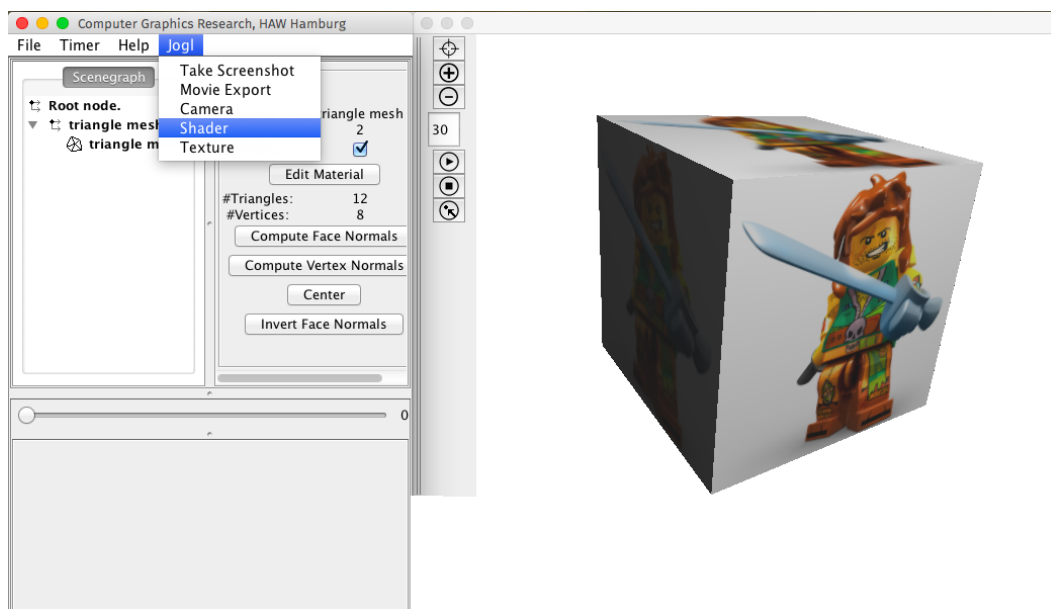 Computer Graphics Research, HAW Hamburg
File Timer Help Jogl
Take Screenshot
Movie Export
Camera
Shader
Texture
Scenegraph
Root node.
triangle mesh
triangle m
riangle mesh
2
Edit Material
#Triangles: 12
#Vertices: 8
Compute Face Normals
Compute Vertex Normals
Center
Invert Face Normals
0
30